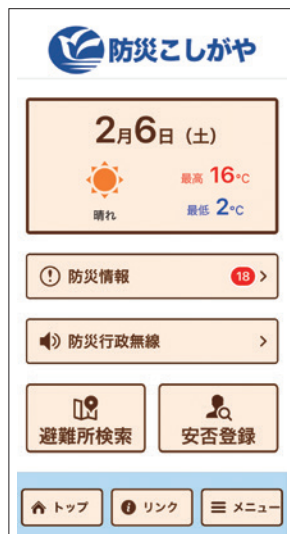 防災こしがや
2月6日（土）
最高 16°C
晴れ
最低 2°C
防災情報 18
防災行政無線
避難所検索
安否登録
トップ
リンク
メニュー